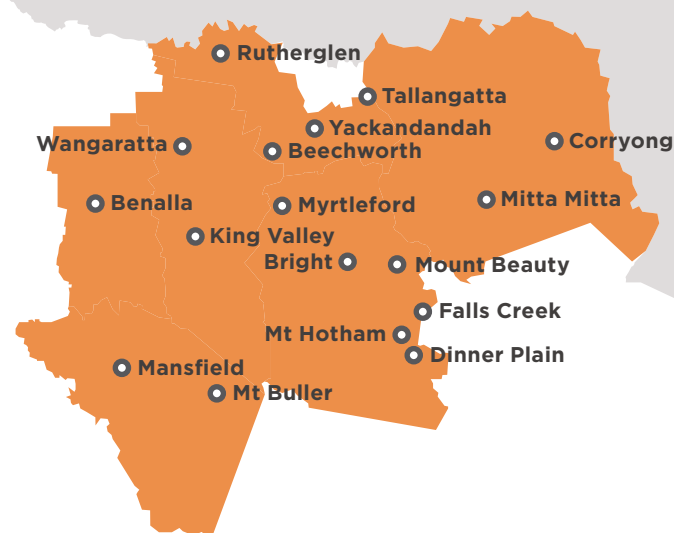 Rutherglen
Tallangatta
Yackandandah
Corryong
Wangaratta
Beechworth
Mitta Mitta
Benalla
Myrtleford
King Valley
Bright
Mount Beauty
Falls Creek
Mt Hotham
Dinner Plain
Mansfield
Mt Buller